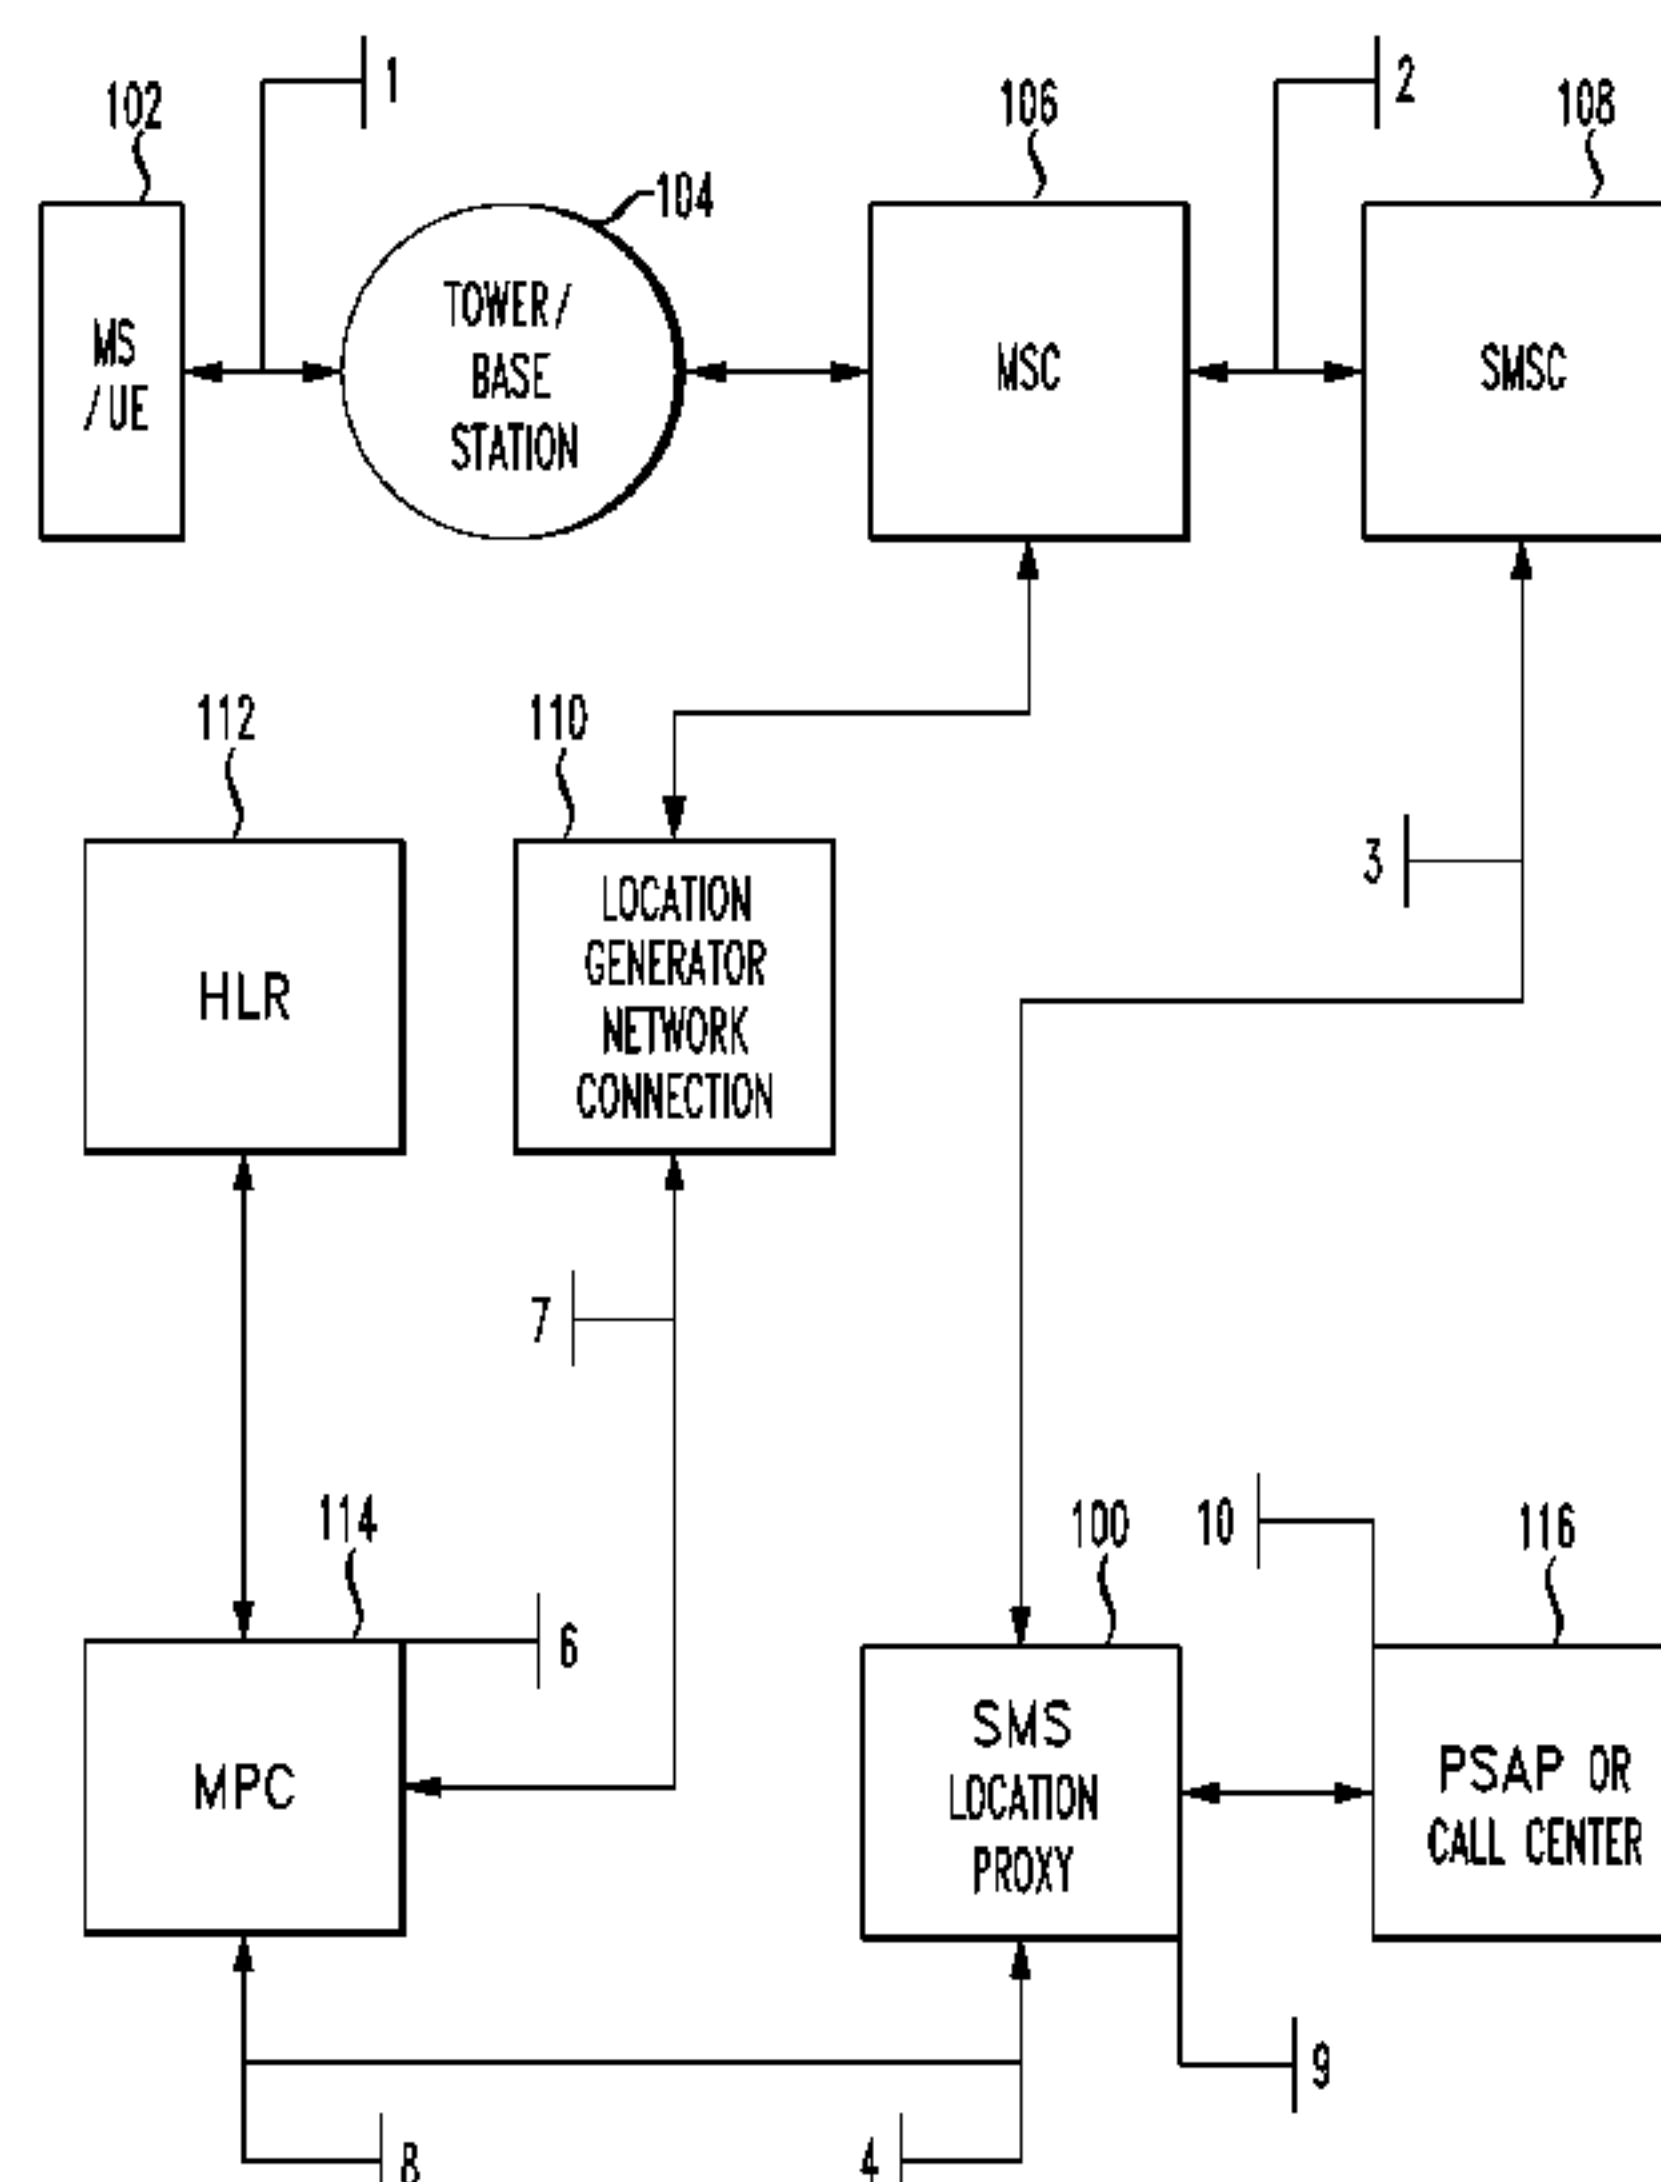 1
2
102
106
108
104
MS
/UE
TOWER/
BASE
STATION
MSC
SMSC
112
110
3
HLR
LOCATION
GENERATOR
NETWORK
CONNECTION
7
114
6
100
10
116
MPC
SMS
LOCATION
PROXY
PSAP OR
CALL CENTER
9
8
4